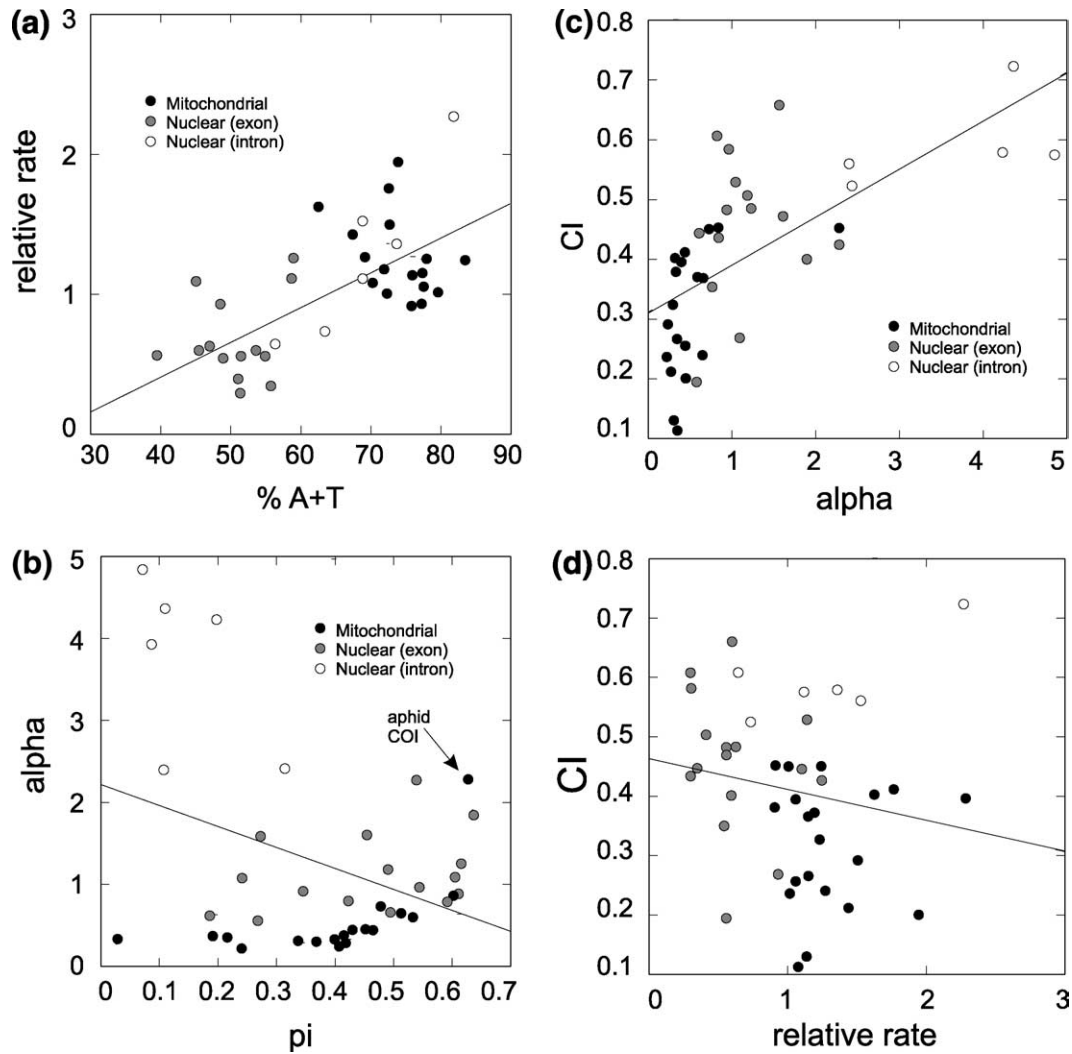 (a)
3
2
1
0
relative rate
Mitochondrial
Nuclear (exon)
Nuclear (intron)
30 40 50 60 70 80 90
% A+T
(b)
5
4
3
2
1
0
alpha
Mitochondrial
Nuclear (exon)
Nuclear (intron)
aphid
COI
0 0.1 0.2 0.3 0.4 0.5 0.6 0.7
pi
(c)
0.8
0.7
0.6
0.5
0.4
0.3
0.2
0.1
CI
Mitochondrial
Nuclear (exon)
Nuclear (intron)
0 1 2 3 4 5
alpha
(d)
0.8
0.7
0.6
0.5
0.4
0.3
0.2
0.1
CI
0 1 2 3
relative rate